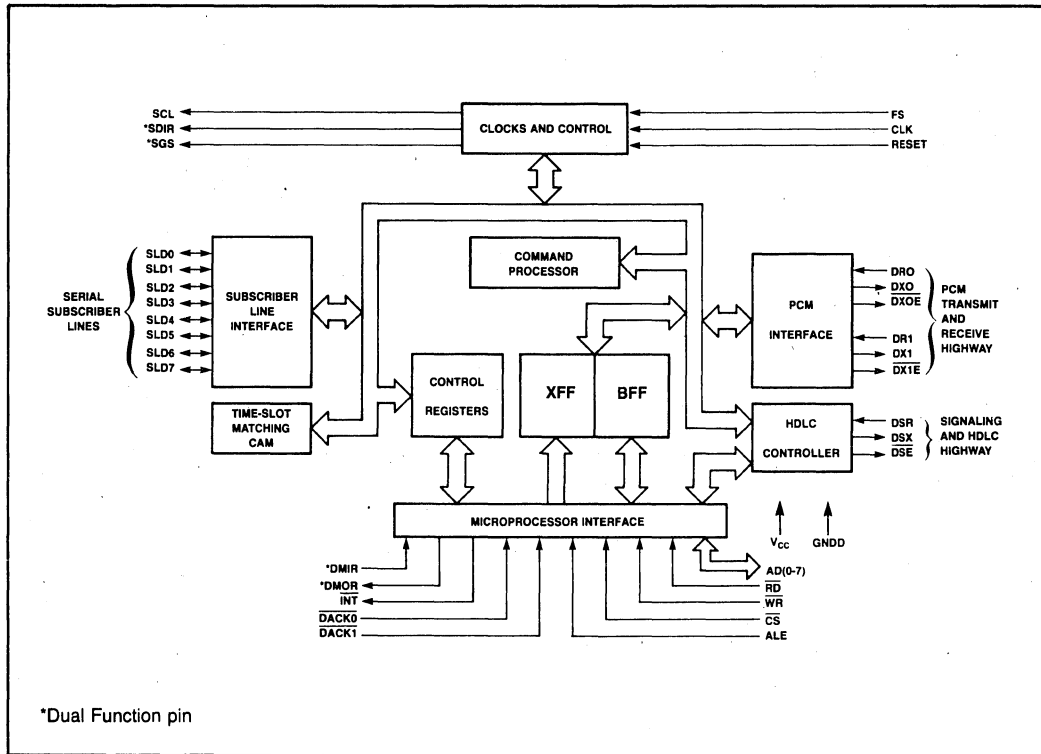 SCL
*SDIR
*SGS
CLOCKS AND CONTROL
FS
CLK
RESET
SERIAL
SUBSCRIBER
LINES
SLD0
SLD1
SLD2
SLD3
SLD4
SLD5
SLD6
SLD7
SUBSCRIBER
LINE
INTERFACE
TIME-SLOT
MATCHING
CAM
COMMAND
PROCESSOR
CONTROL
REGISTERS
XFF
BFF
PCM
INTERFACE
DRO
DXO
DXOE
DR1
DX1
DX1E
PCM
TRANSMIT
AND
RECEIVE
HIGHWAY
HDLC
CONTROLLER
DSR
DSX
DSE
SIGNALING
AND HDLC
HIGHWAY
MICROPROCESSOR INTERFACE
VCC
GNDD
*DMIR
*DMOR
INT
DACK0
DACK1
AD(0-7)
RD
WR
CS
ALE
*Dual Function pin